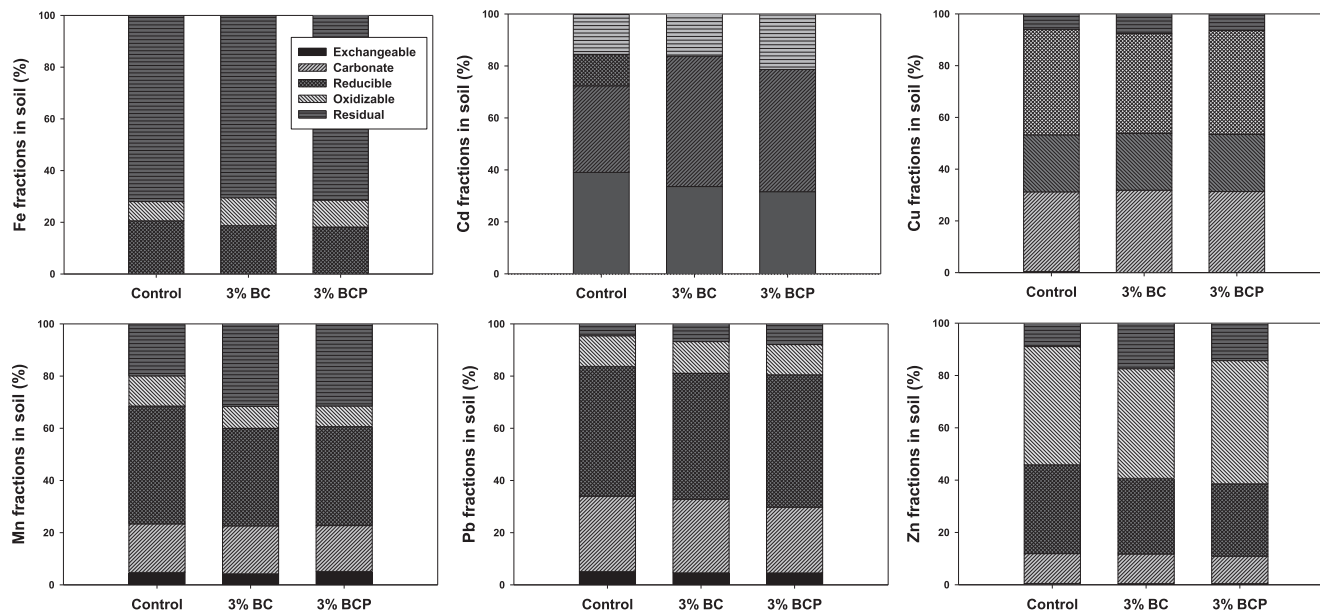 Fe fractions in soil (%)
100
80
60
40
20
0
Exchangeable
Carbonate
Reducible
Oxidizable
Residual
Control 3% BC 3% BCP
Cd fractions in soil (%)
100
80
60
40
20
0
Control 3% BC 3% BCP
Cu fractions in soil (%)
100
80
60
40
20
0
Control 3% BC 3% BCP
Mn fractions in soil (%)
100
80
60
40
20
0
Control 3% BC 3% BCP
Pb fractions in soil (%)
100
80
60
40
20
0
Control 3% BC 3% BCP
Zn fractions in soil (%)
100
80
60
40
20
0
Control 3% BC 3% BCP